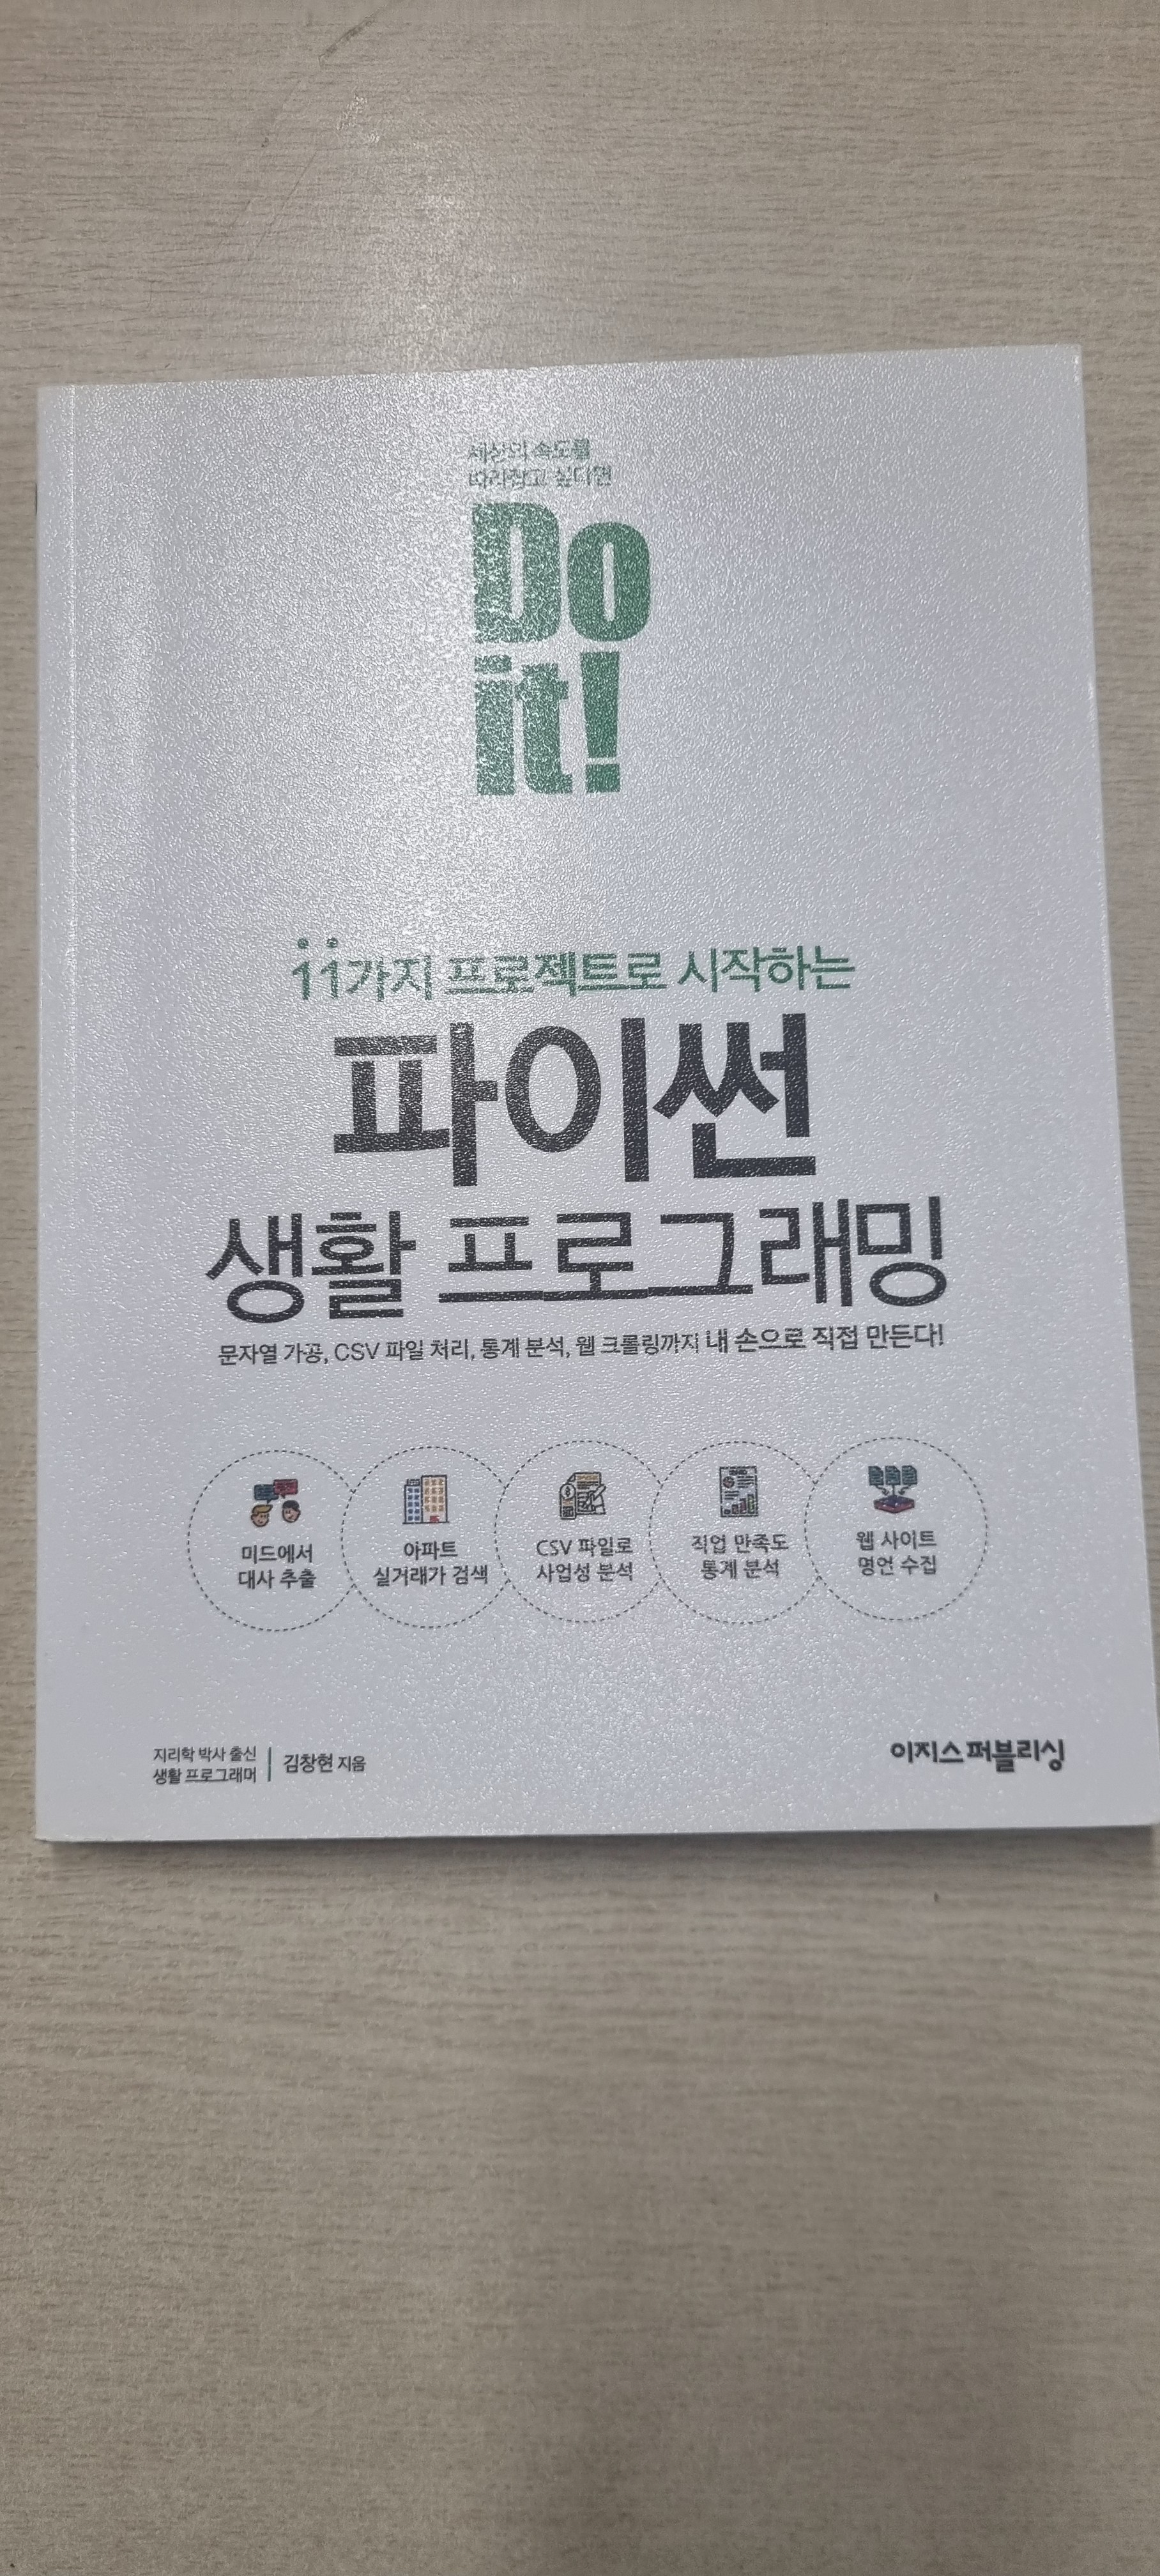 세상의 속도를
따라잡고 싶다면
Do
it!
11가지 프로젝트로 시작하는
파이썬
생활 프로그래밍
문자열 가공, CSV 파일 처리, 통계 분석, 웹 크롤링까지 내 손으로 직접 만든다!
미드에서
대사 추출
아파트
실거래가 검색
CSV 파일로
사업성 분석
직업 만족도
통계 분석
웹 사이트
명언 수집
지리학 박사 출신
생활 프로그래머
김창현 지음
이지스퍼블리싱